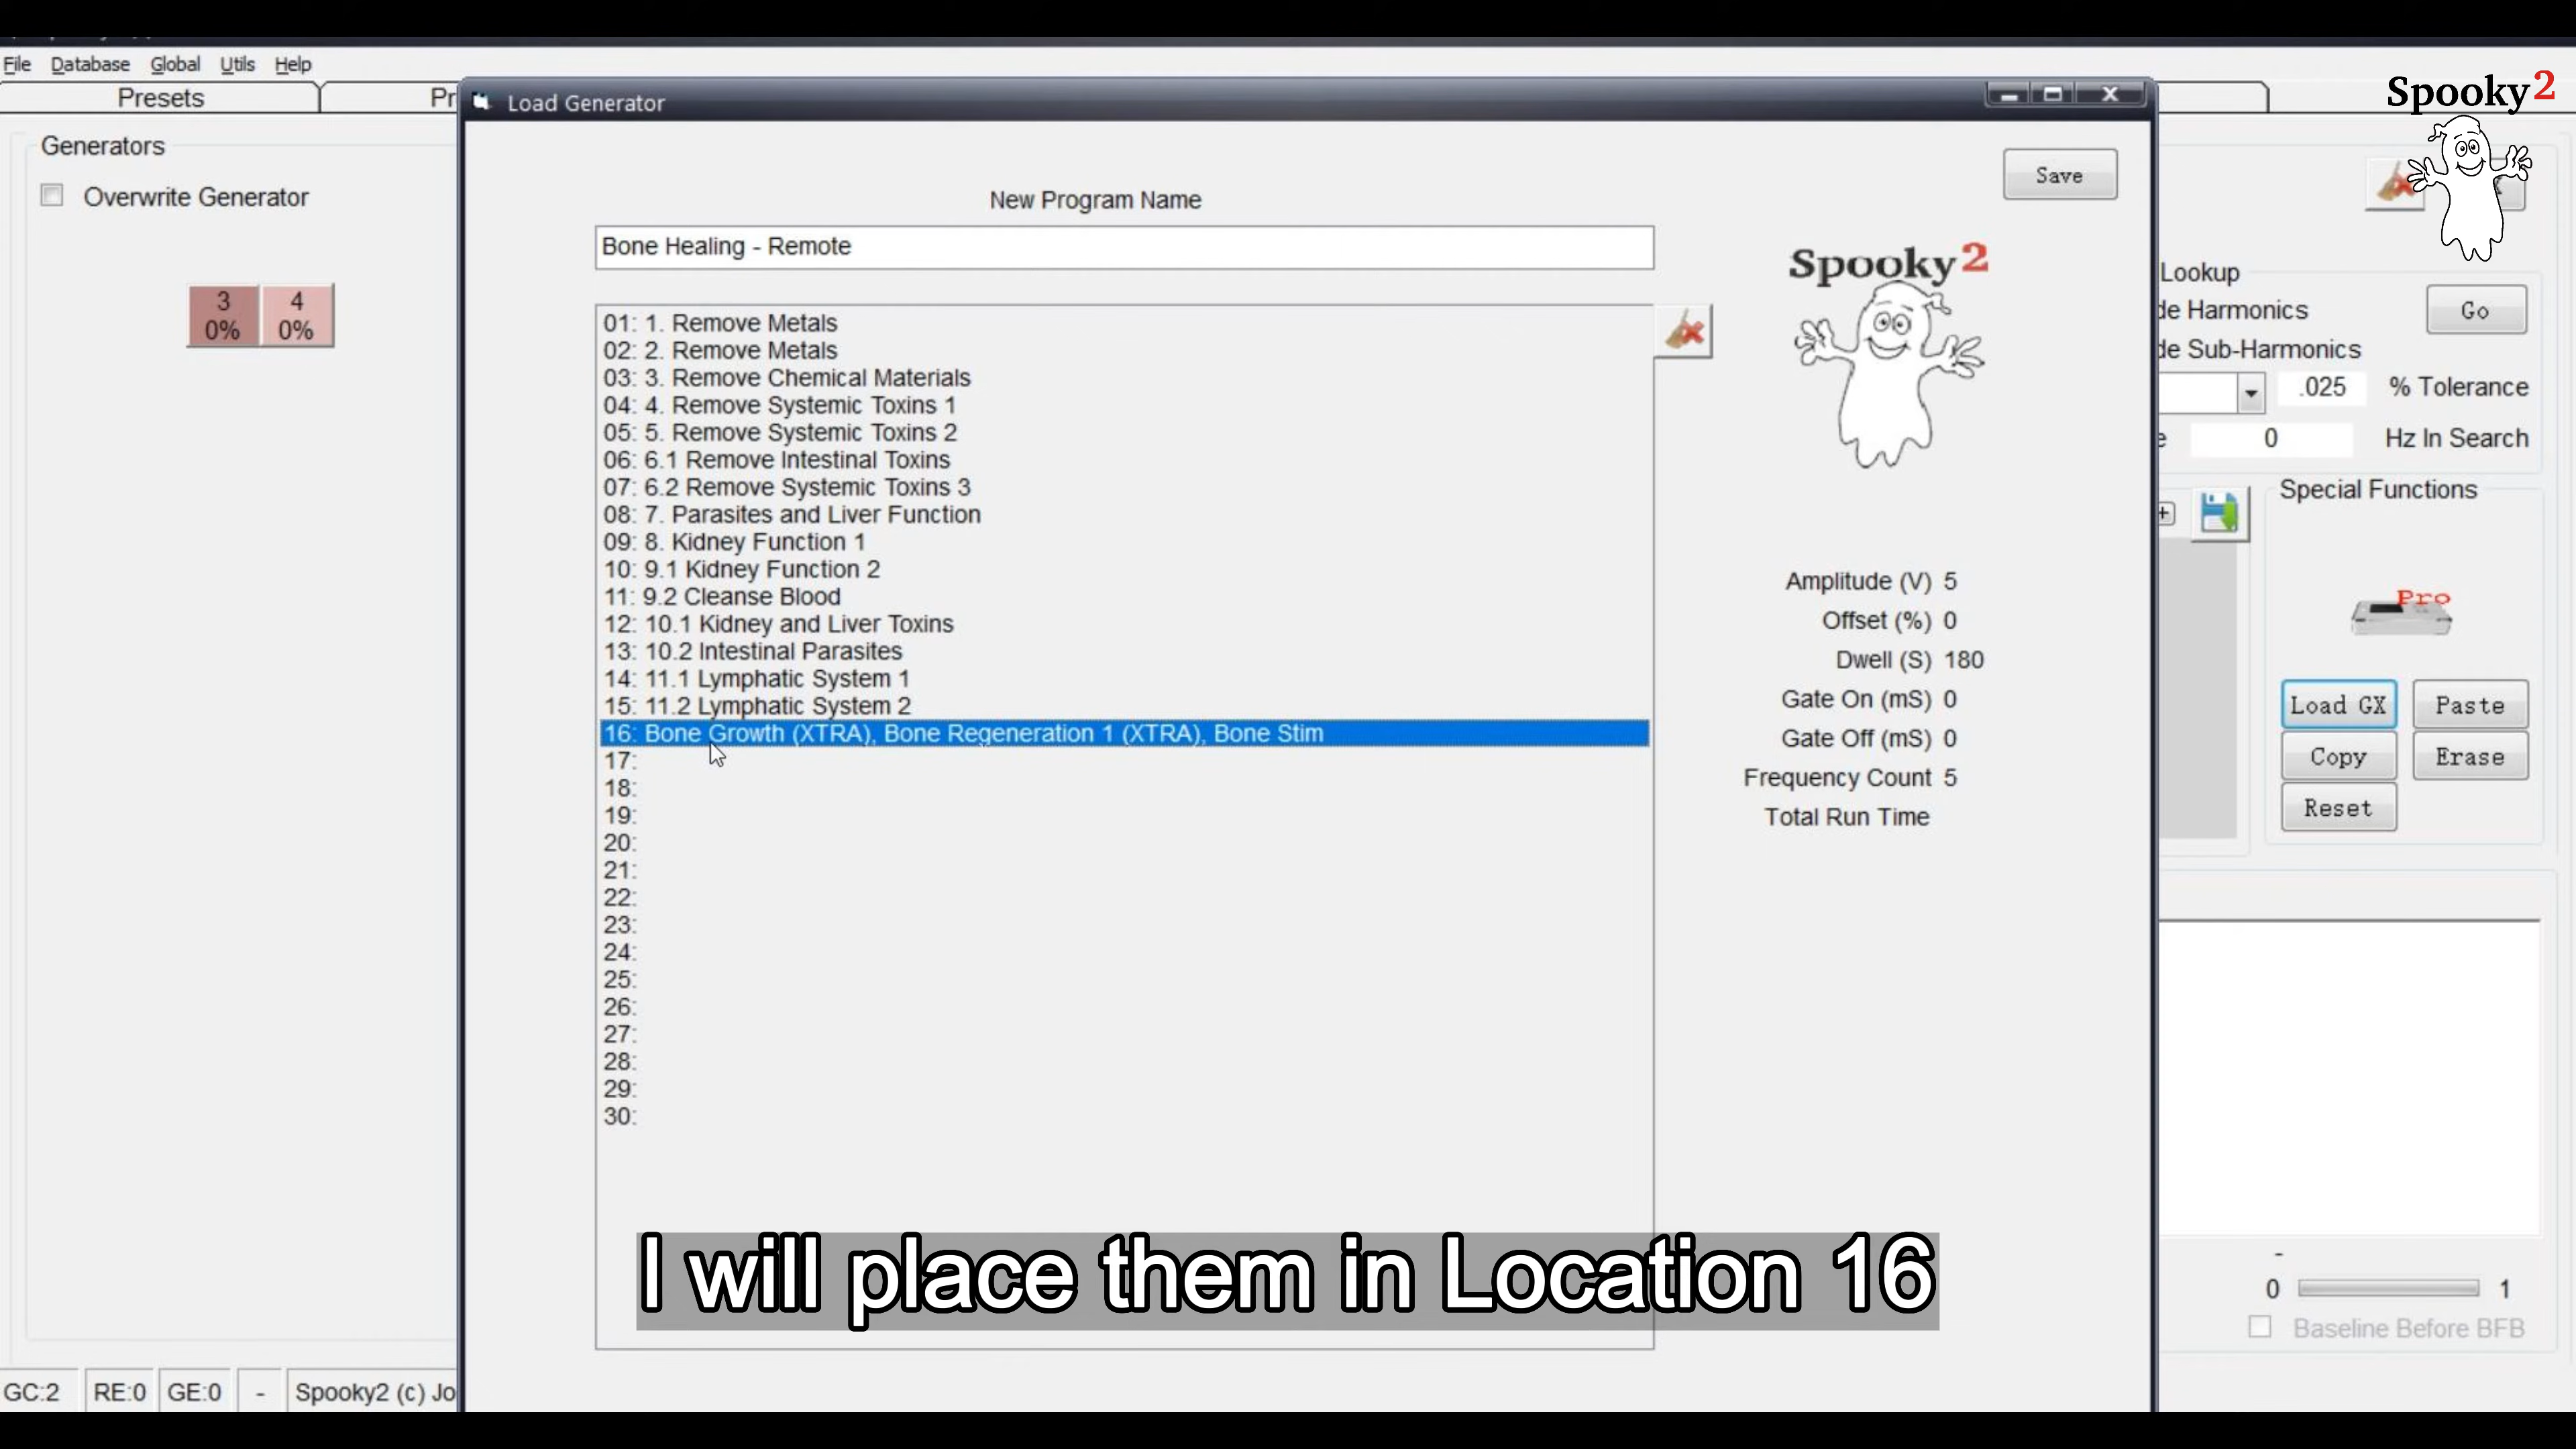 File Database Global Utils Help
Presets
Pr
Load Generator
Spooky2
Generators
Overwrite Generator
3 4
0% 0%
New Program Name
Save
Bone Healing - Remote
Spooky2
01: 1. Remove Metals
02: 2. Remove Metals
03: 3. Remove Chemical Materials
04: 4. Remove Systemic Toxins 1
05: 5. Remove Systemic Toxins 2
06: 6.1 Remove Intestinal Toxins
07: 6.2 Remove Systemic Toxins 3
08: 7. Parasites and Liver Function
09: 8. Kidney Function 1
10: 9.1 Kidney Function 2
11: 9.2 Cleanse Blood
12: 10.1 Kidney and Liver Toxins
13: 10.2 Intestinal Parasites
14: 11.1 Lymphatic System 1
15: 11.2 Lymphatic System 2
16: Bone Growth (XTRA), Bone Regeneration 1 (XTRA), Bone Stim
17:
18:
19:
20:
21:
22:
23:
24:
25:
26:
27:
28:
29:
30:
Amplitude (V) 5
Offset (%) 0
Dwell (S) 180
Gate On (mS) 0
Gate Off (mS) 0
Frequency Count 5
Total Run Time
Lookup
de Harmonics
Go
de Sub-Harmonics
.025 % Tolerance
e 0 Hz In Search
Special Functions
Pro
Load GX Paste
Copy Erase
Reset
-
0 1
Baseline Before BFB
I will place them in Location 16
GC:2 RE:0 GE:0 - Spooky2 (c) Jo